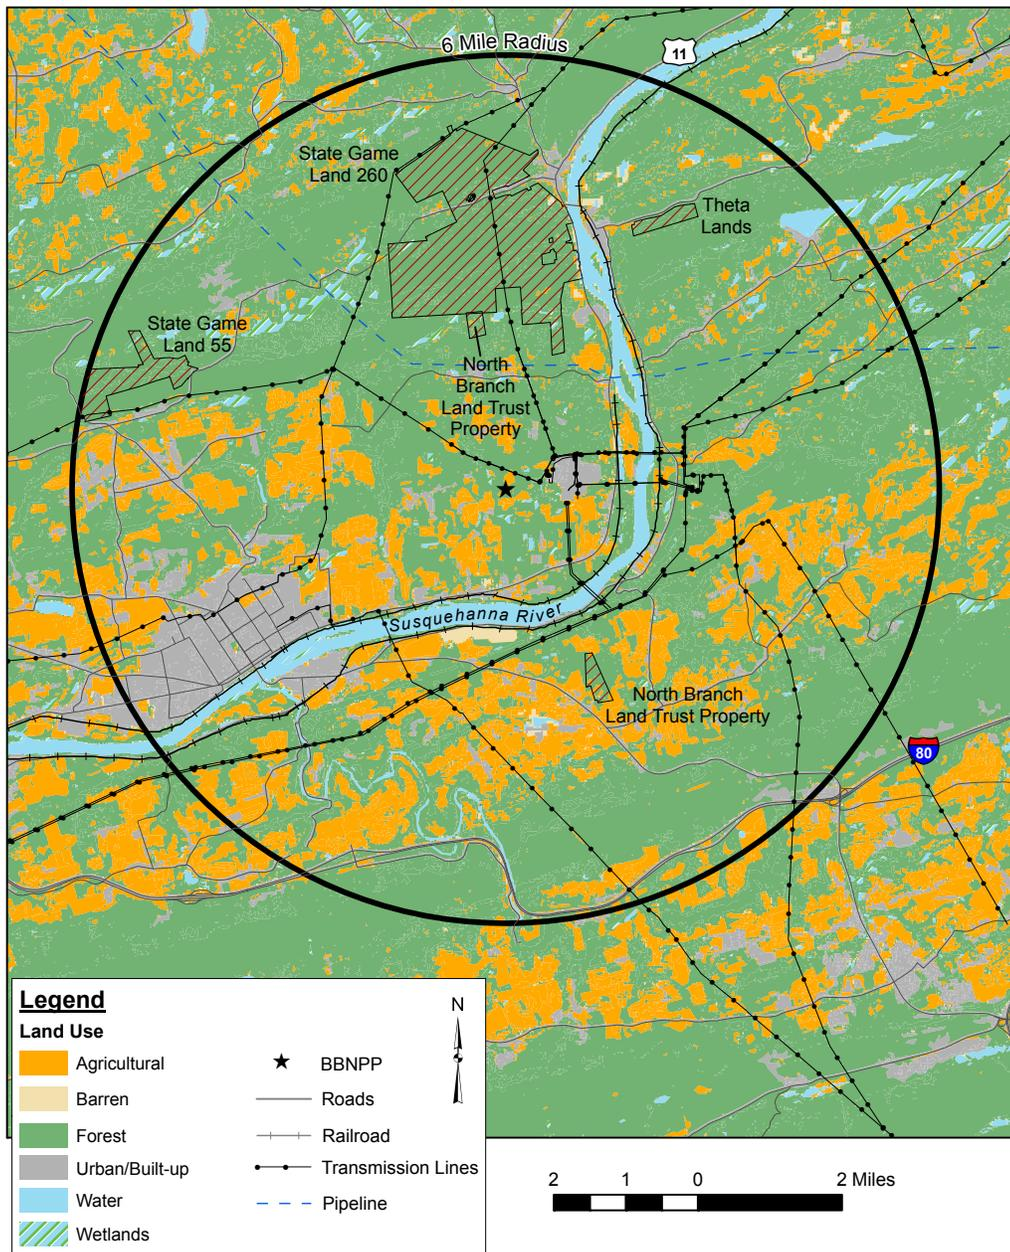 6 Mile Radius
11
State Game
Land 260
Theta
Lands
State Game
Land 55
North
Branch
Land Trust
Property
Susquehanna River
North Branch
Land Trust Property
80
Legend
Land Use
Agricultural
Barren
Forest
Urban/Built-up
Water
Wetlands
BBNPP
Roads
Railroad
Transmission Lines
Pipeline
N
2 1 0 2 Miles